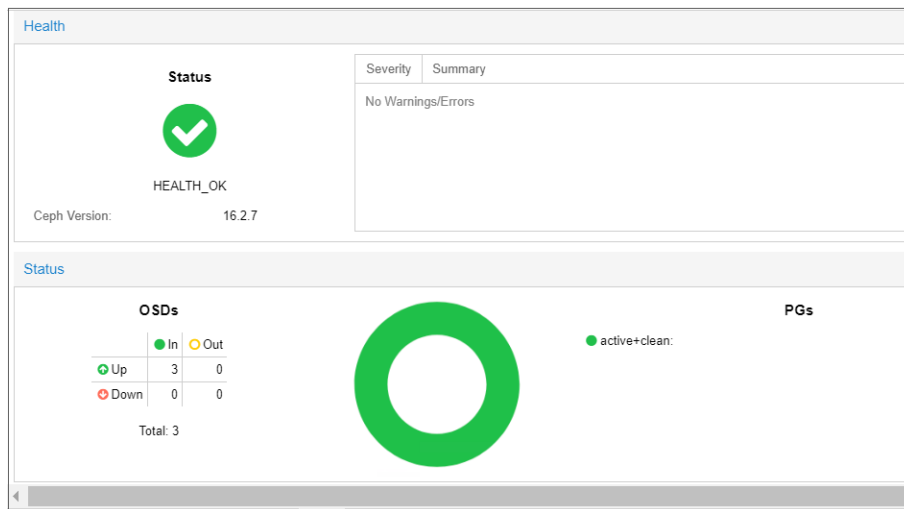 Health
Status
HEALTH_OK
Ceph Version: 16.2.7
Severity Summary
No Warnings/Errors
Status
OSDs
In Out
Up 3 0
Down 0 0
Total: 3
PGs
active+clean: